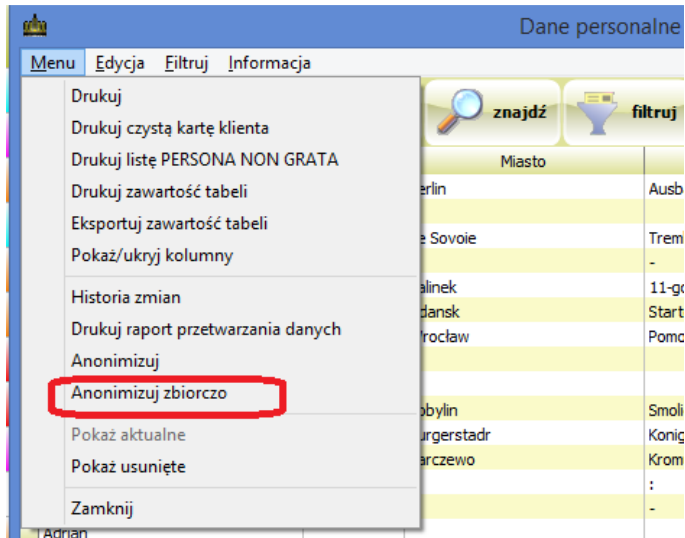 Dane personalne
Menu Edycja Filtruj Informacja
Drukuj
Drukuj czystą kartę klienta
Drukuj listę PERSONA NON GRATA
Drukuj zawartość tabeli
Eksportuj zawartość tabeli
Pokaż/ukryj kolumny
Historia zmian
Drukuj raport przetwarzania danych
Anonimizuj
Anonimizuj zbiorczo
Pokaż aktualne
Pokaż usunięte
Zamknij
znajdź filtruj
Miasto
erlin Ausb
e Sovoie Trem
-
alinek 11-go
dansk Start
rocław Pomo
obylin Smoli
urgerstadr Konig
arczewo Krom
:
-
Adrian